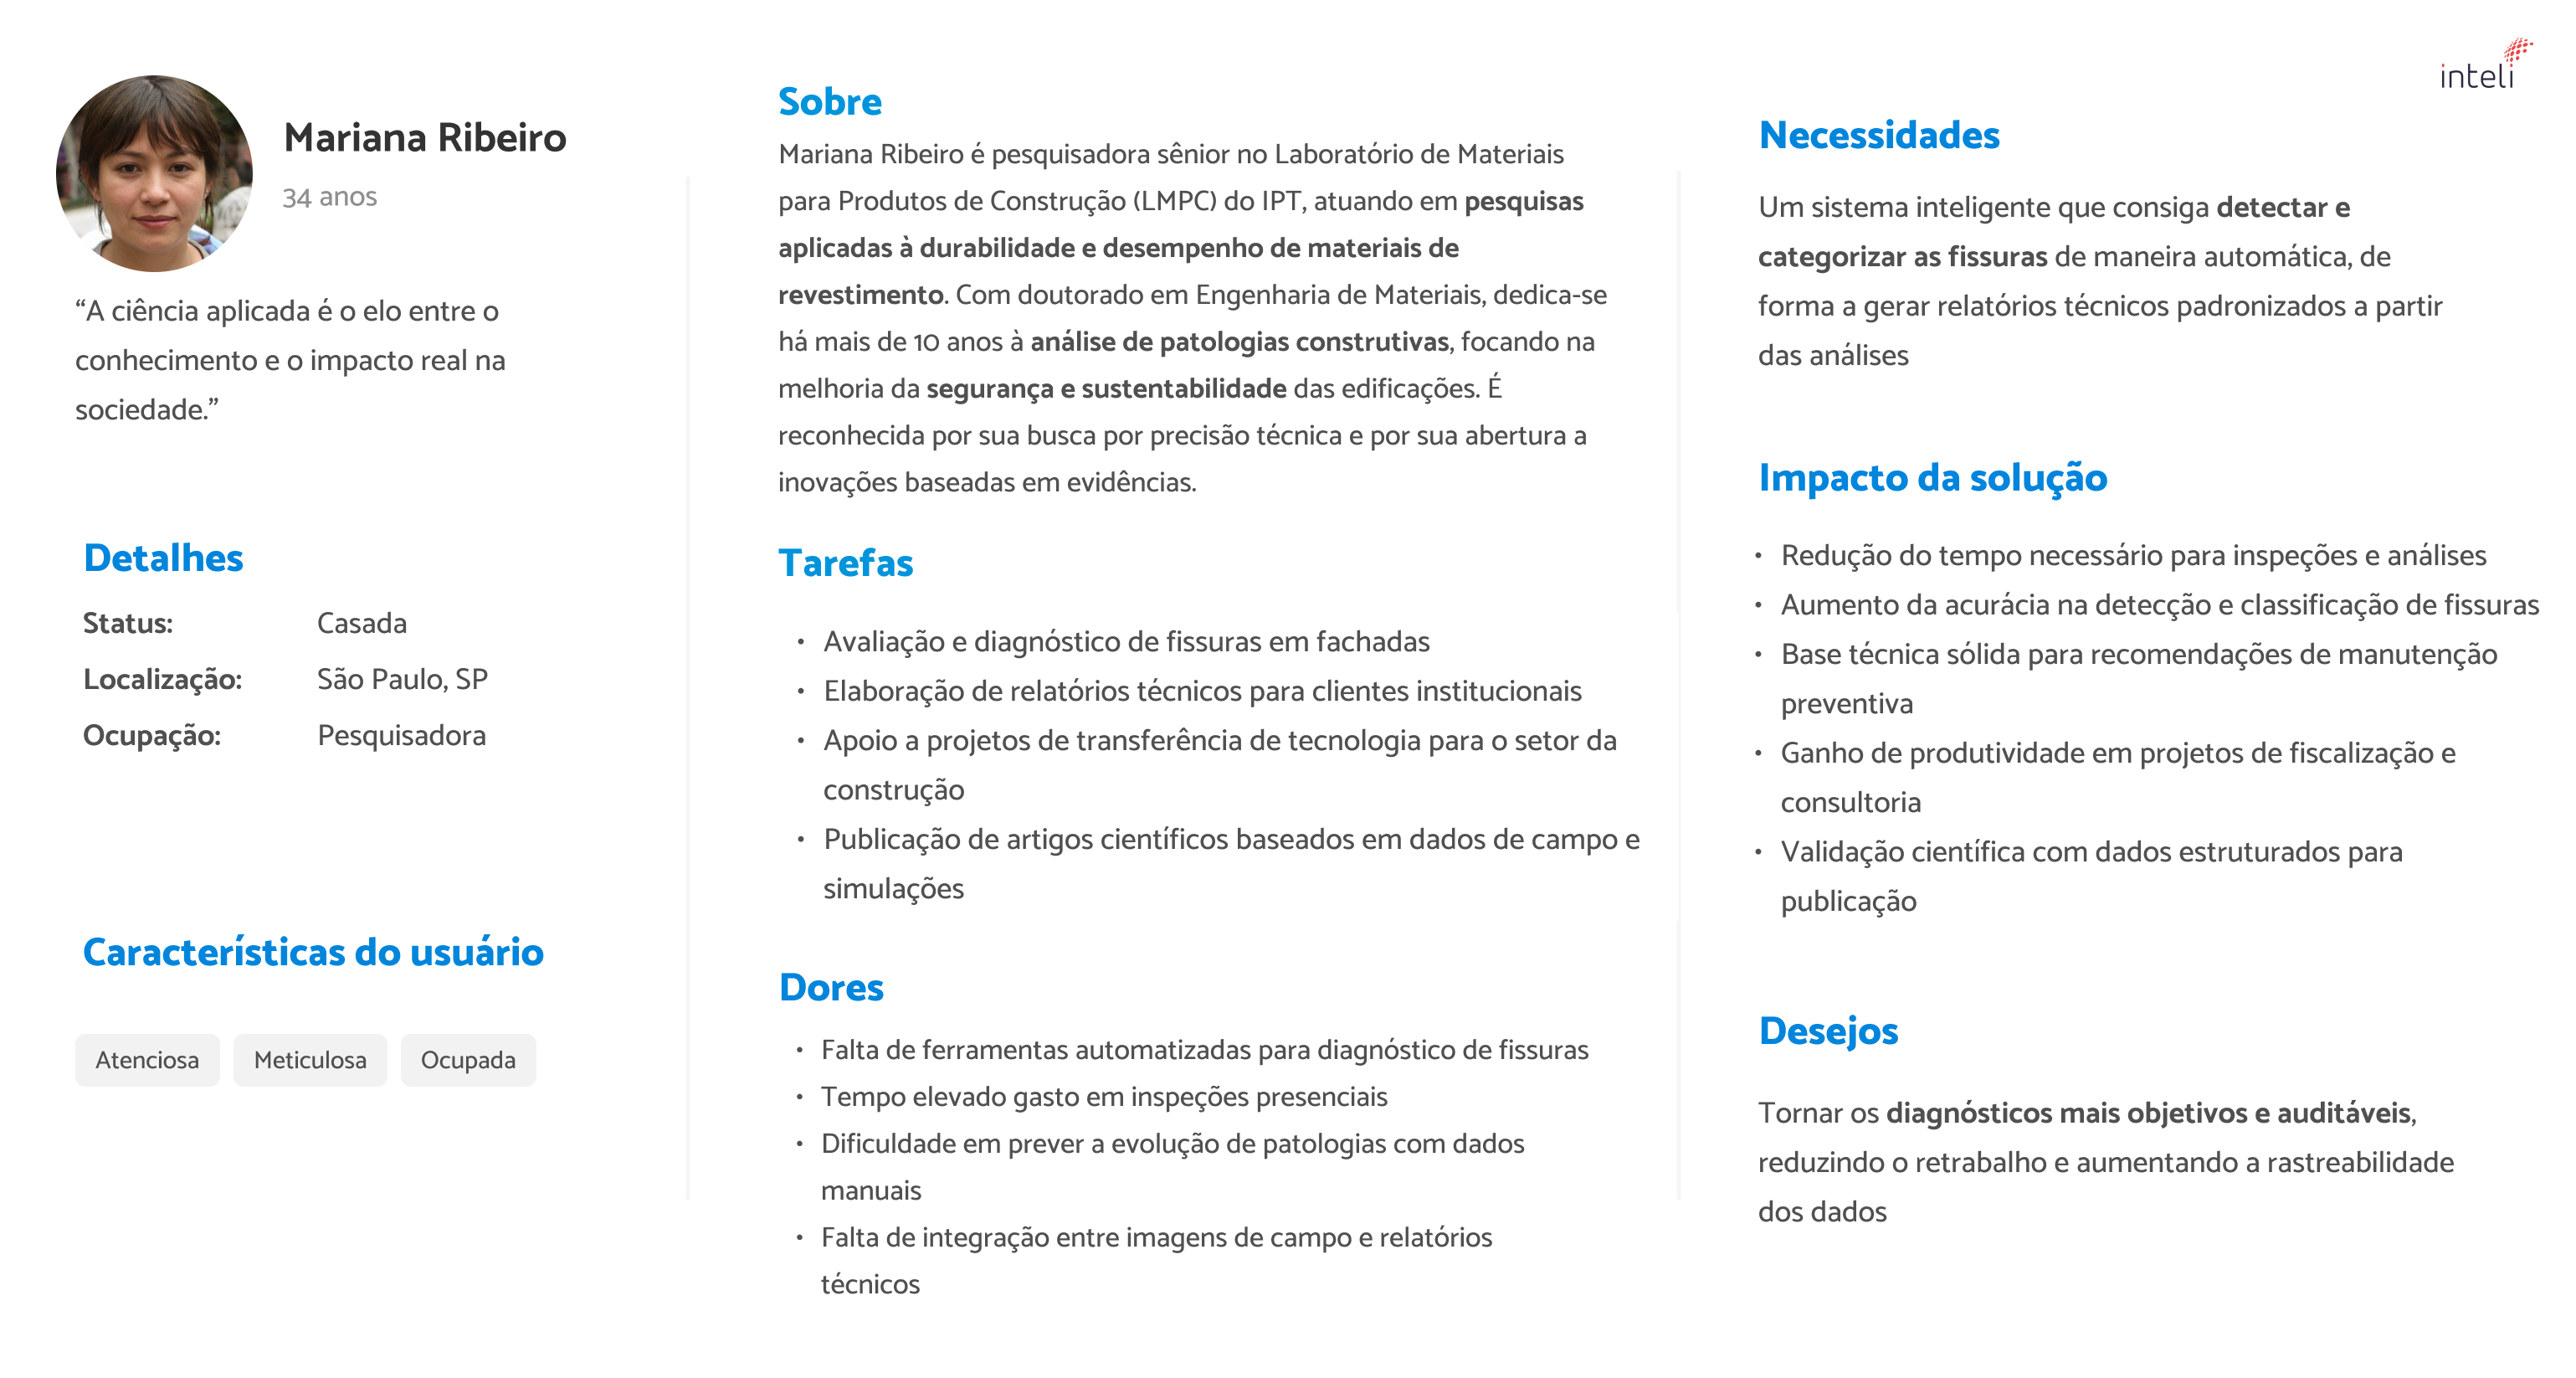 inteli
Mariana Ribeiro
34 anos
“A ciência aplicada é o elo entre o
conhecimento e o impacto real na
sociedade.”
Detalhes
Status: Casada
Localização: São Paulo, SP
Ocupação: Pesquisadora
Características do usuário
Atenciosa Meticulosa Ocupada
Sobre
Mariana Ribeiro é pesquisadora sênior no Laboratório de Materiais
para Produtos de Construção (LMPC) do IPT, atuando em pesquisas
aplicadas à durabilidade e desempenho de materiais de
revestimento. Com doutorado em Engenharia de Materiais, dedica-se
há mais de 10 anos à análise de patologias construtivas, focando na
melhoria da segurança e sustentabilidade das edificações. É
reconhecida por sua busca por precisão técnica e por sua abertura a
inovações baseadas em evidências.
Tarefas
• Avaliação e diagnóstico de fissuras em fachadas
• Elaboração de relatórios técnicos para clientes institucionais
• Apoio a projetos de transferência de tecnologia para o setor da
construção
• Publicação de artigos científicos baseados em dados de campo e
simulações
Dores
• Falta de ferramentas automatizadas para diagnóstico de fissuras
• Tempo elevado gasto em inspeções presenciais
• Dificuldade em prever a evolução de patologias com dados
manuais
• Falta de integração entre imagens de campo e relatórios
técnicos
Necessidades
Um sistema inteligente que consiga detectar e
categorizar as fissuras de maneira automática, de
forma a gerar relatórios técnicos padronizados a partir
das análises
Impacto da solução
• Redução do tempo necessário para inspeções e análises
• Aumento da acurácia na detecção e classificação de fissuras
• Base técnica sólida para recomendações de manutenção
preventiva
• Ganho de produtividade em projetos de fiscalização e
consultoria
• Validação científica com dados estruturados para
publicação
Desejos
Tornar os diagnósticos mais objetivos e auditáveis,
reduzindo o retrabalho e aumentando a rastreabilidade
dos dados